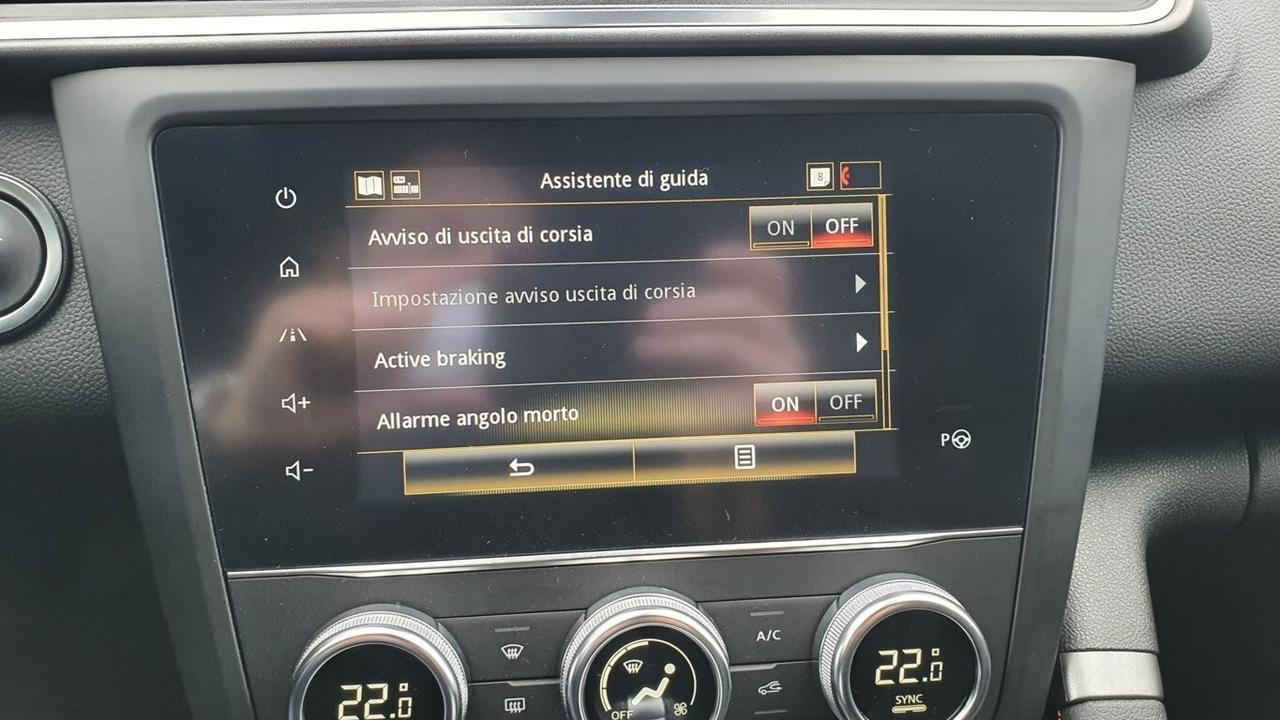 Assistente di guida
8
Avviso di uscita di corsia
ON OFF
Impostazione avviso uscita di corsia
Active braking
Allarme angolo morto
ON OFF
P
A/C
22.0
22.0
OFF
SYNC